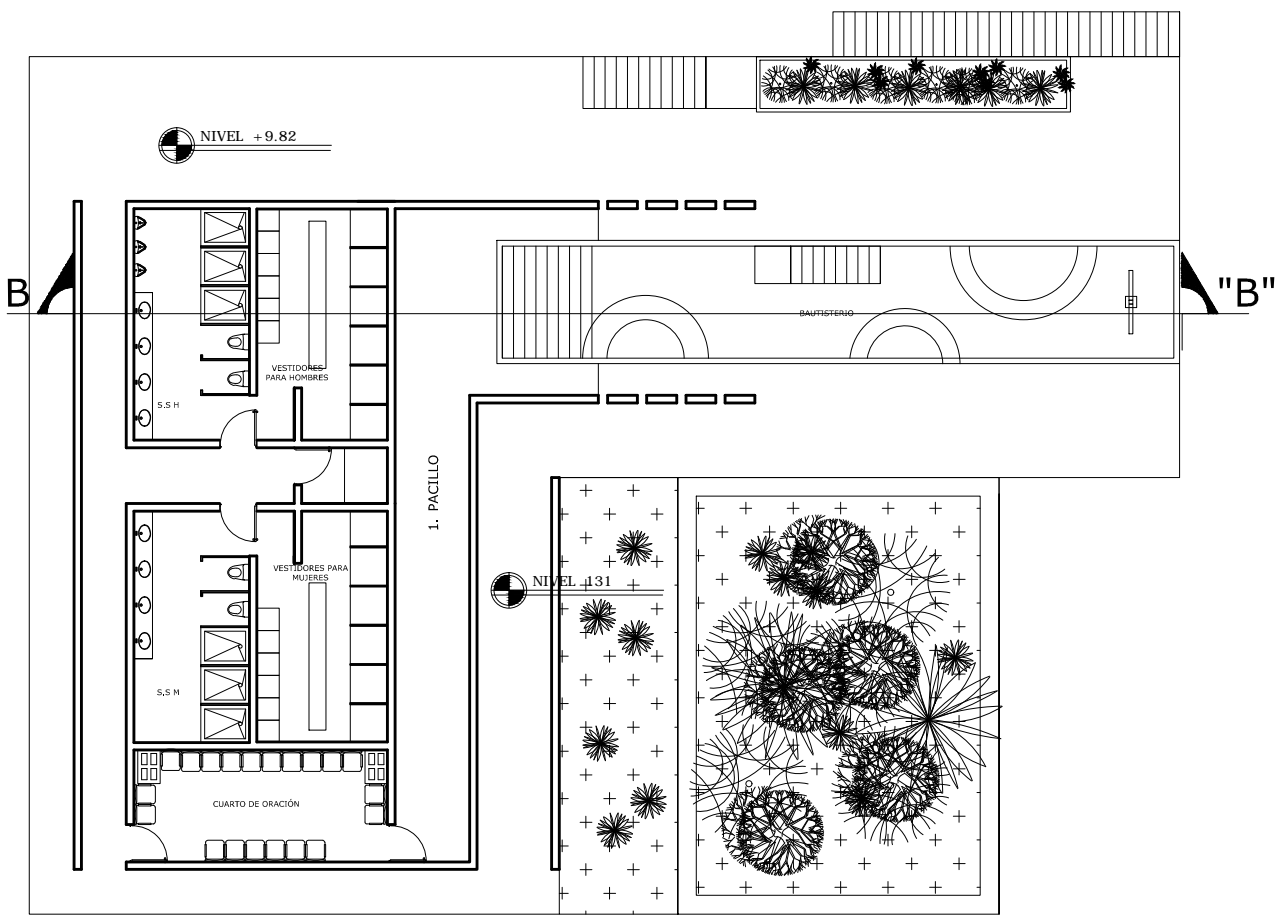 NIVEL +9.82
B
"B"
BAUTISTERIO
VESTIDORES
PARA HOMBRES
S.S H
1. PACILLO
VESTIDORES PARA
MUJERES
NIVEL 131
S,S M
CUARTO DE ORACIÓN